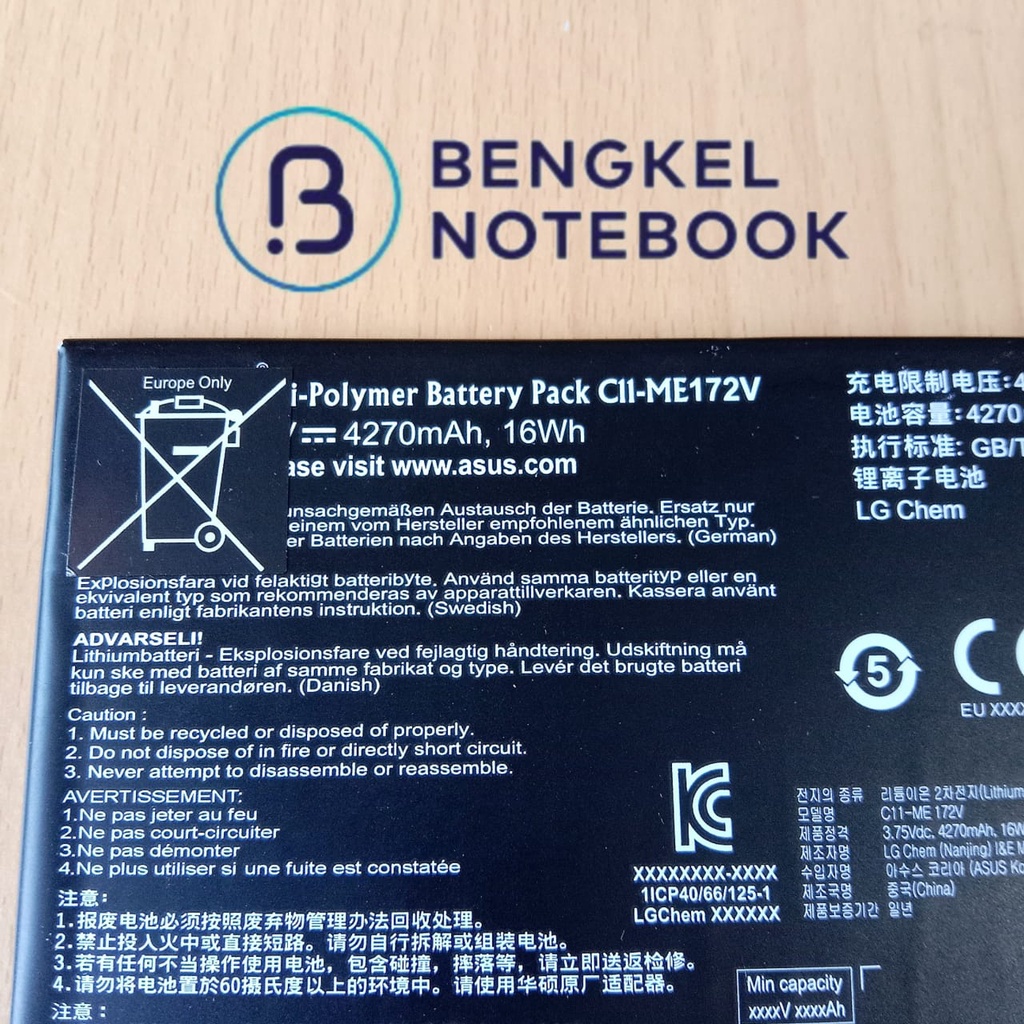 BENGKEL
NOTEBOOK
Europe Only
i-Polymer Battery Pack C11-ME172V
4270mAh, 16Wh
visit www.asus.com
unsachgemäßen Austausch der Batterie. Ersatz nur
einem vom Hersteller empfohlenem ähnlichen Typ.
er Batterien nach Angaben des Herstellers. (German)
Explosionsfara vid felaktigt batteribyte. Använd samma batterityp eller en
ekvivalent typ som rekommenderas av apparattillverkaren. Kassera använt
batteri enligt fabrikantens instruktion. (Swedish)
ADVARSELI!
Lithiumbatteri - Eksplosionsfare ved fejlagtig håndtering. Udskiftning må
kun ske med batteri af samme fabrikat og type. Levér det brugte batteri
tilbage til leverandøren. (Danish)
Caution :
1. Must be recycled or disposed of properly.
2. Do not dispose of in fire or directly short circuit.
3. Never attempt to disassemble or reassemble.
AVERTISSEMENT:
1.Ne pas jeter au feu
2.Ne pas court-circuiter
3.Ne pas démonter
4.Ne plus utiliser si une fuite est constatée
注意:
1.报废电池必须按照废弃物管理办法回收处理。
2.禁止投入火中或直接短路。请勿自行拆解或组装电池。
3.若有任何不当操作使用电池，包含碰撞，摔落等，请立即送返检修。
4.请勿将电池置於60摄氏度以上的环境中。请使用华硕原厂适配器。
注意：
充电限制电压:4
电池容量:4270
执行标准: GB/T
锂离子电池
LG Chem
5
EU XXXX
XXXXXXXX-XXXX
1ICP40/66/125-1
LGChem XXXXXX
전지의 종류 리튬이온 2차전지(Lithium
모델명 C11-ME 172V
제품정격 3.75Vdc, 4270mAh, 16W
제조자명 LG Chem (Nanjing) I&E M
수입자명 아수스 코리아 (ASUS Ko
제조국명 중국(China)
제품보증기간 일년
Min capacity
xxxxV xxxxAh